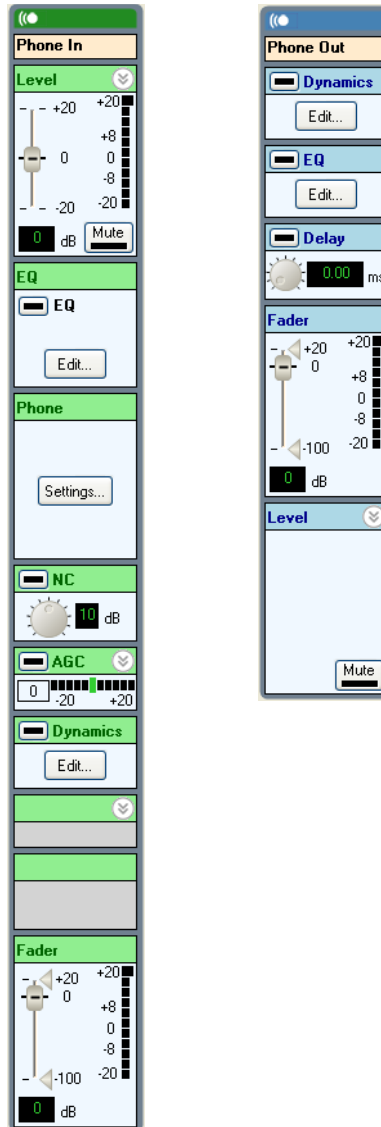 Phone In
Level
+20 +20
+8
0 0
-8
-20 -20
0 dB Mute
EQ
EQ
Edit...
Phone
Settings...
NC
10 dB
AGC
0 -20 +20
Dynamics
Edit...
Fader
+20 +20
0
+8
0
-8
-100 -20
0 dB
Phone Out
Dynamics
Edit...
EQ
Edit...
Delay
0.00 ms
Fader
+20 +20
0
+8
0
-8
-100 -20
0 dB
Level
Mute